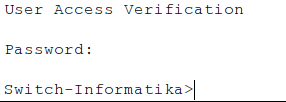 User Access Verification
Password:
Switch-Informatika>